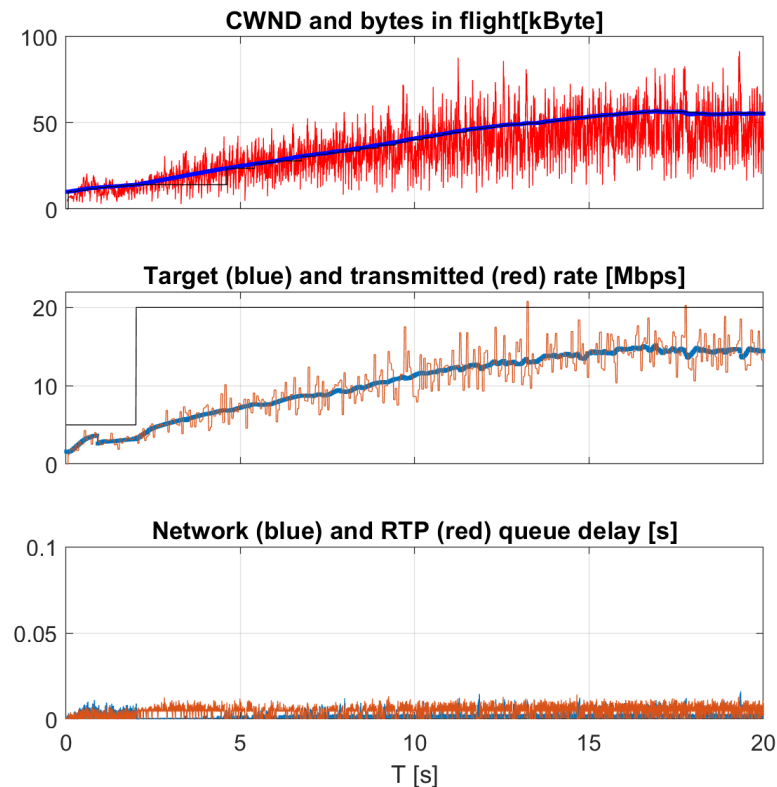 CWND and bytes in flight[kByte]
100
50
0
Target (blue) and transmitted (red) rate [Mbps]
20
10
0
Network (blue) and RTP (red) queue delay [s]
0.1
0.05
0
0 5 10 15 20
T [s]